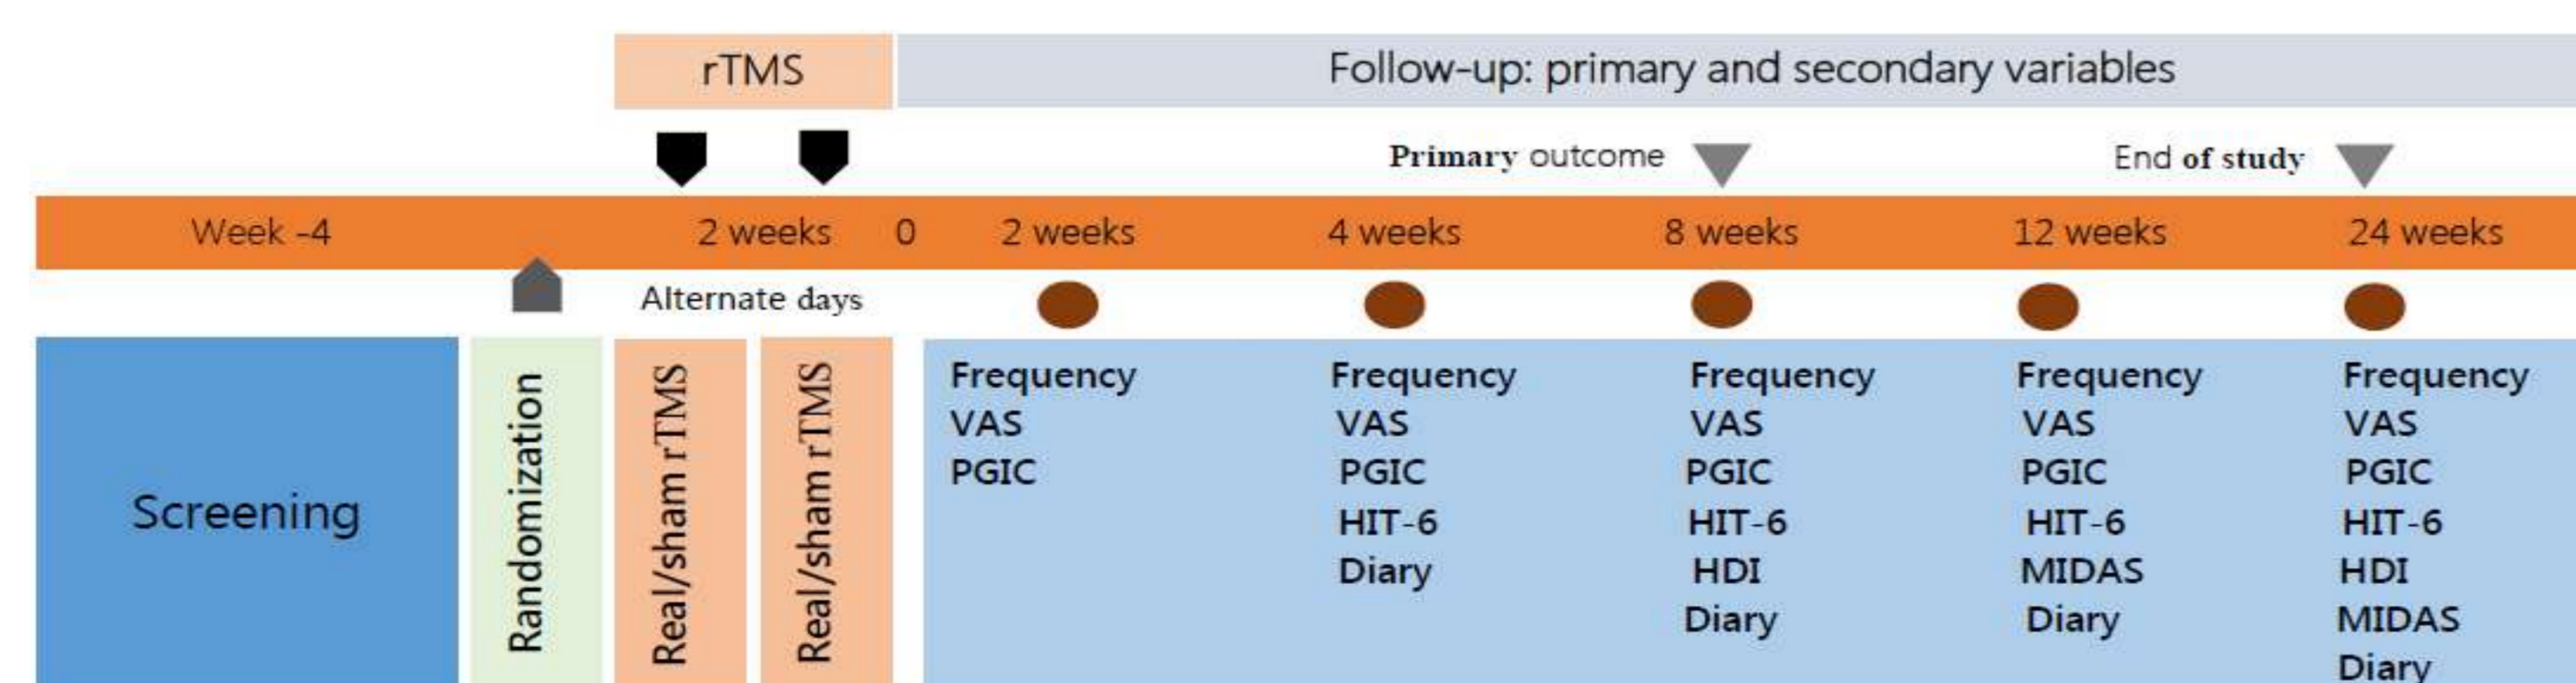 rTMS
Follow-up: primary and secondary variables
Primary outcome
End of study
Week -4
2 weeks
0
2 weeks
4 weeks
8 weeks
12 weeks
24 weeks
Alternate days
Screening
Randomization
Real/sham rTMS
Real/sham rTMS
Frequency
VAS
PGIC
Frequency
VAS
PGIC
HIT-6
Diary
Frequency
VAS
PGIC
HIT-6
HDI
Diary
Frequency
VAS
PGIC
HIT-6
MIDAS
Diary
Frequency
VAS
PGIC
HIT-6
HDI
MIDAS
Diary